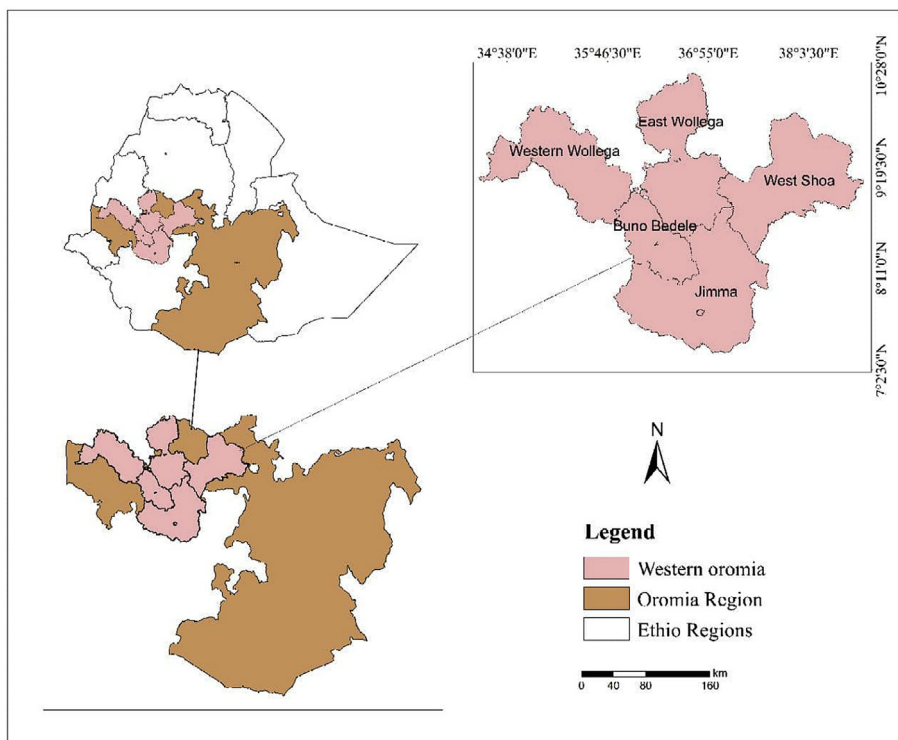 34°38'0"E 35°46'30"E 36°55'0"E 38°3'30"E
10°28'0"N
9°19'30"N
8°11'0"N
7°2'30"N
East Wollega
Western Wollega
West Shoa
Buno Bedele
Jimma
N
Legend
Western oromia
Oromia Region
Ethio Regions
km
0 40 80 160